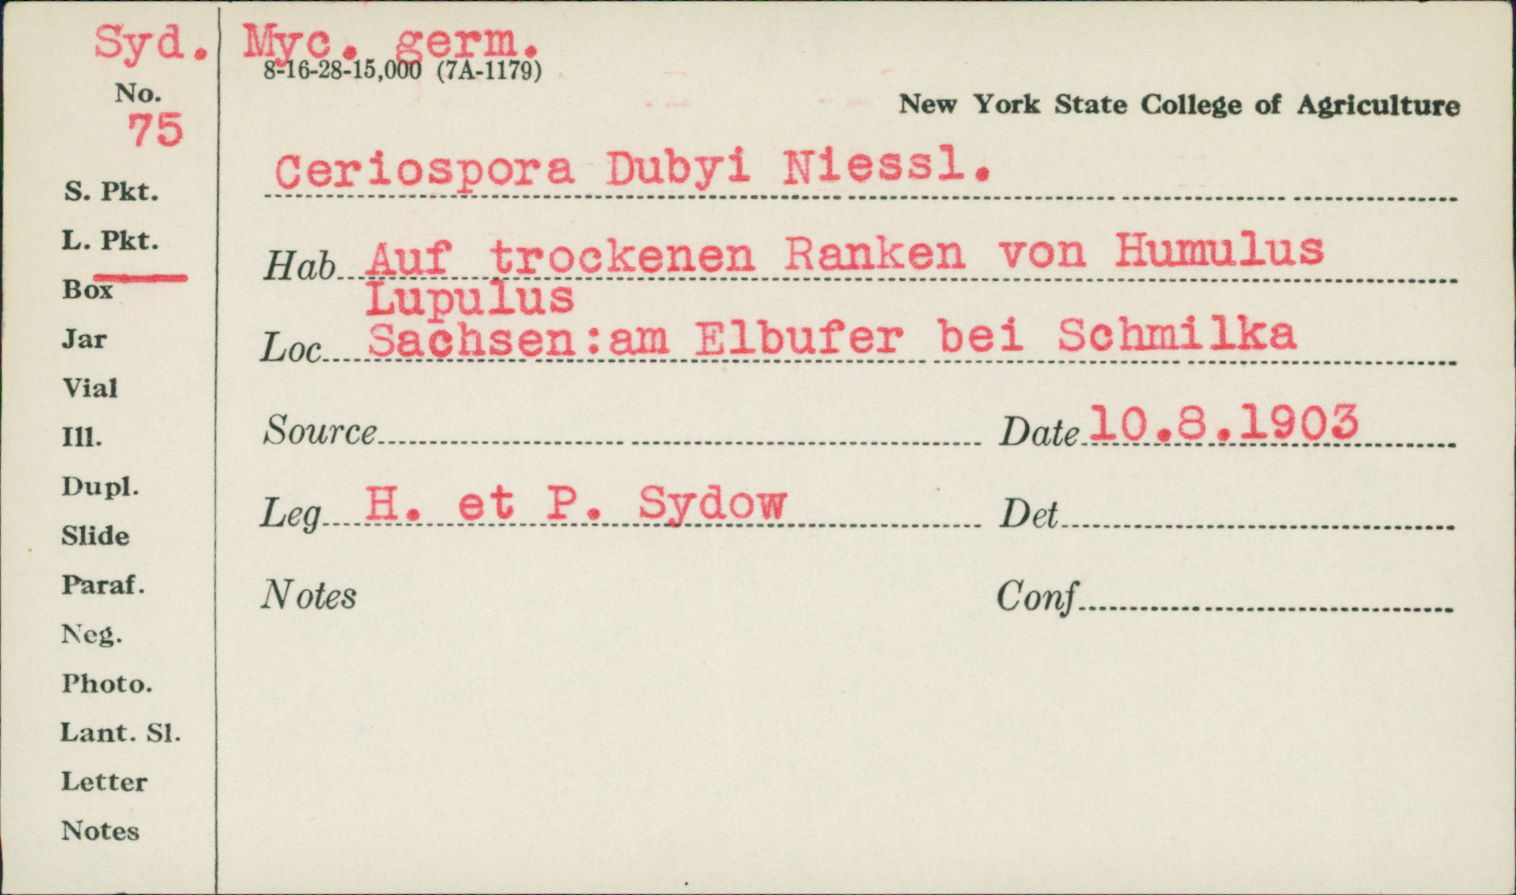 Syd. Myc. germ.
8-16-28-15,000 (7A-1179)
No.
75
New York State College of Agriculture
Ceriospora Dubyi Niessl.
S. Pkt.
L. Pkt.
Hab. Auf trockenen Ranken von Humulus
Lupulus
Box
Loc. Sachsen:am Elbufer bei Schmilka
Jar
Vial
Source
Date 10.8.1903
Ill.
Dupl.
Leg. H. et P. Sydow
Det.
Slide
Paraf.
Notes
Conf.
Neg.
Photo.
Lant. Sl.
Letter
Notes